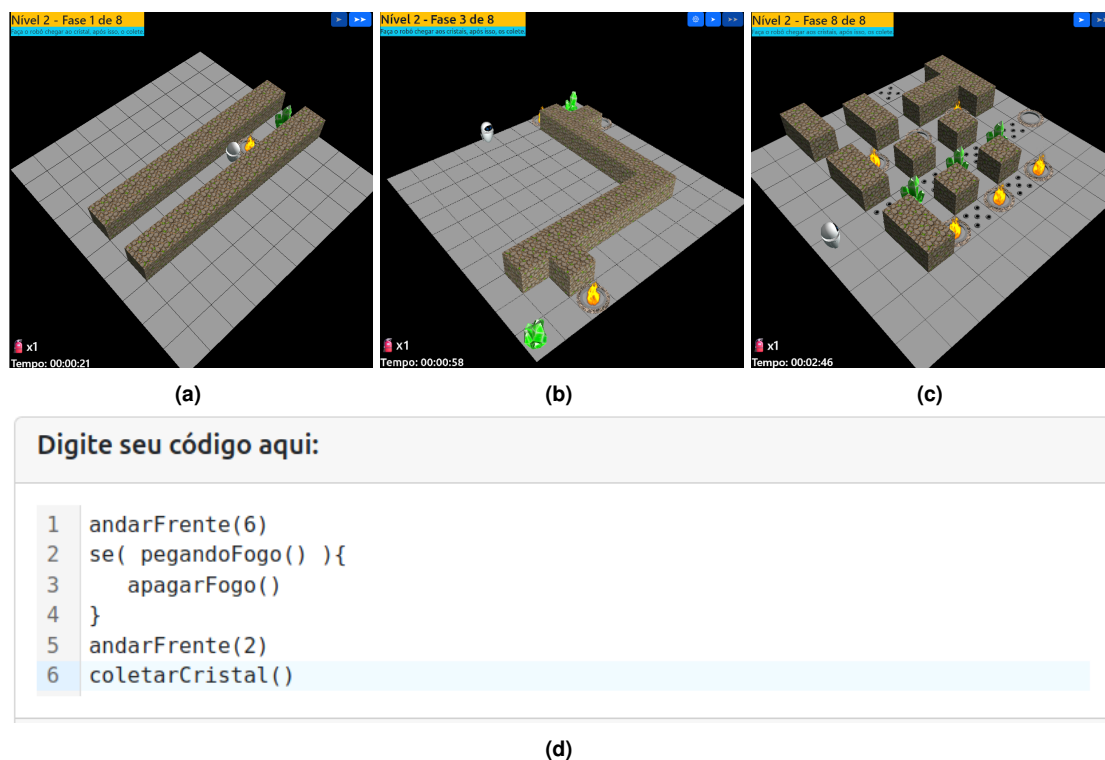 Nível 2 - Fase 1 de 8
Faça o robô chegar ao cristal, após isso, o colete.
x1
Tempo: 00:00:21
(a)
Nível 2 - Fase 3 de 8
Faça o robô chegar aos cristais, após isso, os colete.
x1
Tempo: 00:00:58
(b)
Nível 2 - Fase 8 de 8
Faça o robô chegar aos cristais, após isso, os colete.
x1
Tempo: 00:02:46
(c)
Digite seu código aqui:
1 andarFrente(6)
2 se( pegandoFogo() ){
3 apagarFogo()
4 }
5 andarFrente(2)
6 coletarCristal()
(d)